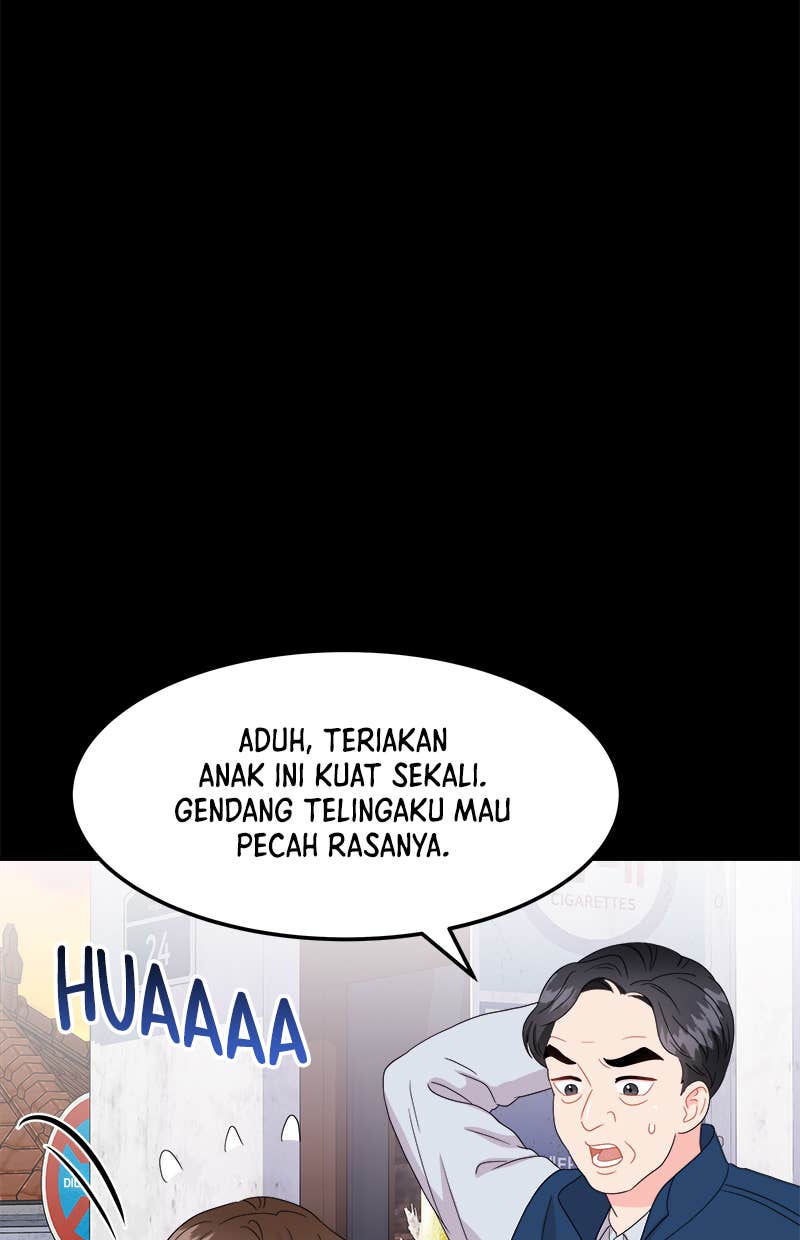 ADUH, TERIAKAN
ANAK INI KUAT SEKALI.
GENDANG TELINGAKU MAU
PECAH RASANYA.
CIGARETTES
24
HUAAAA